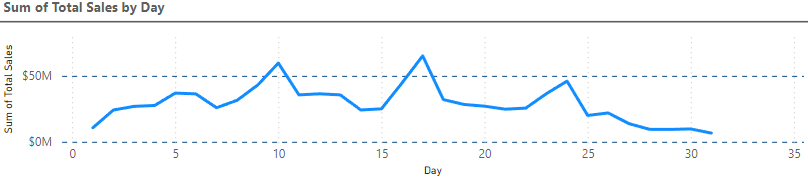 Sum of Total Sales by Day
Sum of Total Sales
$50M
$0M
0 5 10 15 20 25 30 35
Day